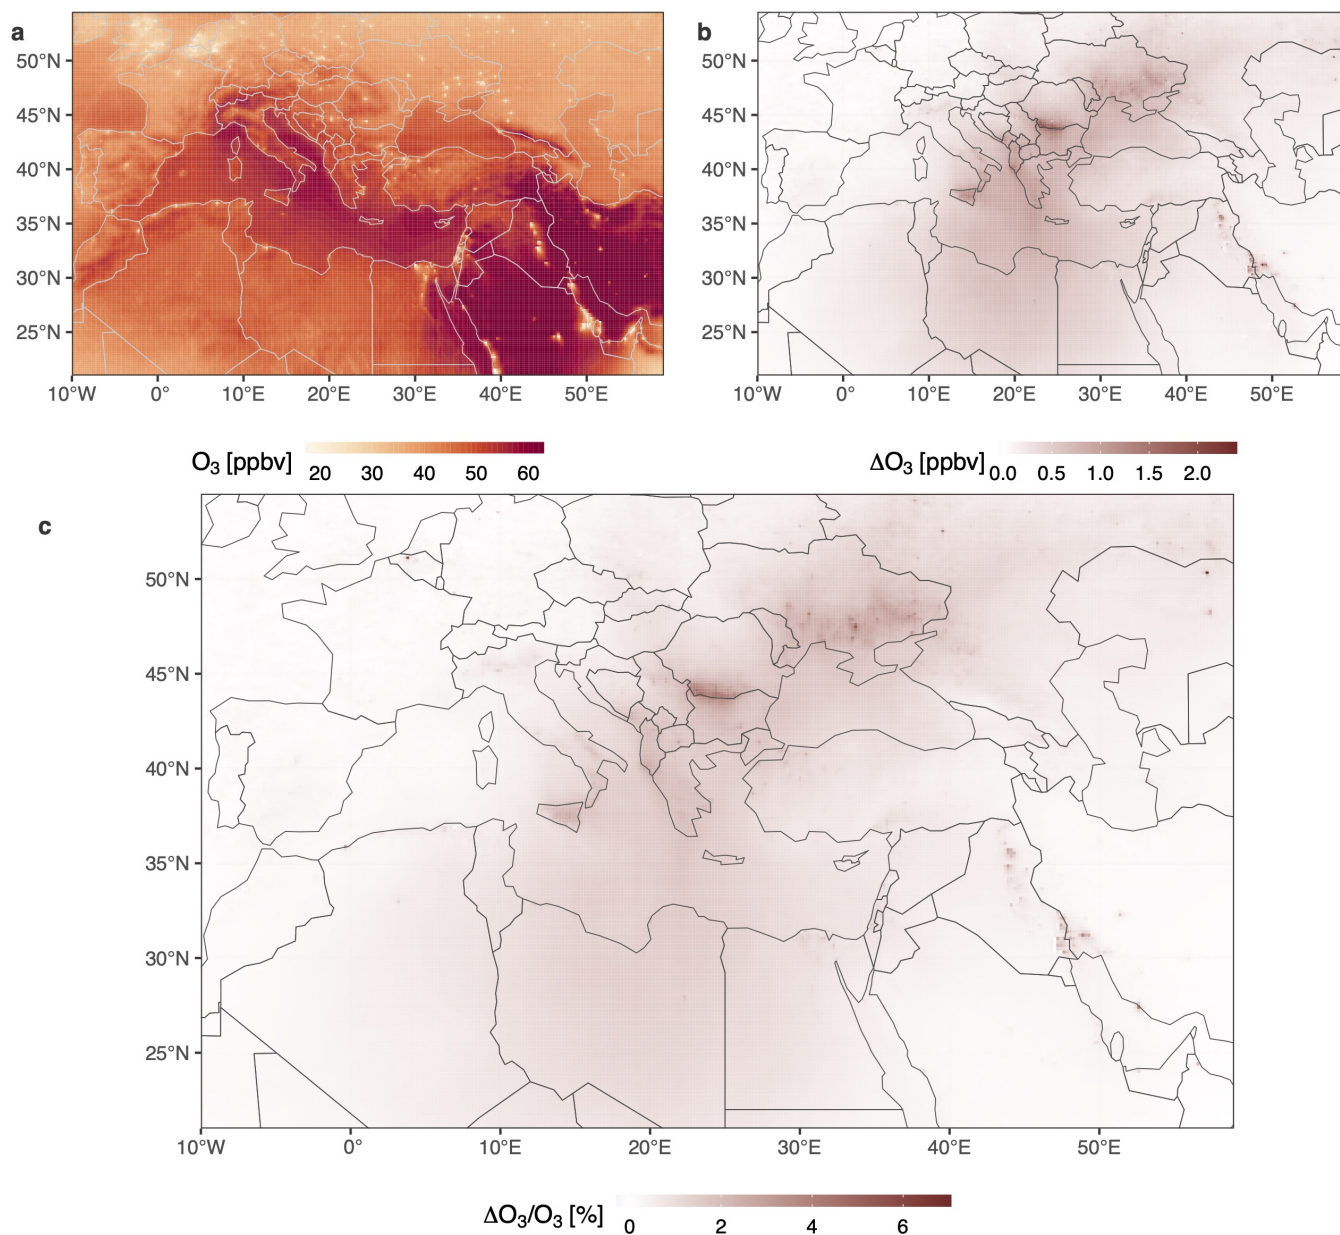 a
50°N
45°N
40°N
35°N
30°N
25°N
10°W 0° 10°E 20°E 30°E 40°E 50°E
O₃ [ppbv] 20 30 40 50 60
b
50°N
45°N
40°N
35°N
30°N
25°N
10°W 0° 10°E 20°E 30°E 40°E 50°E
ΔO₃ [ppbv] 0.0 0.5 1.0 1.5 2.0
c
50°N
45°N
40°N
35°N
30°N
25°N
10°W 0° 10°E 20°E 30°E 40°E 50°E
ΔO₃/O₃ [%] 0 2 4 6